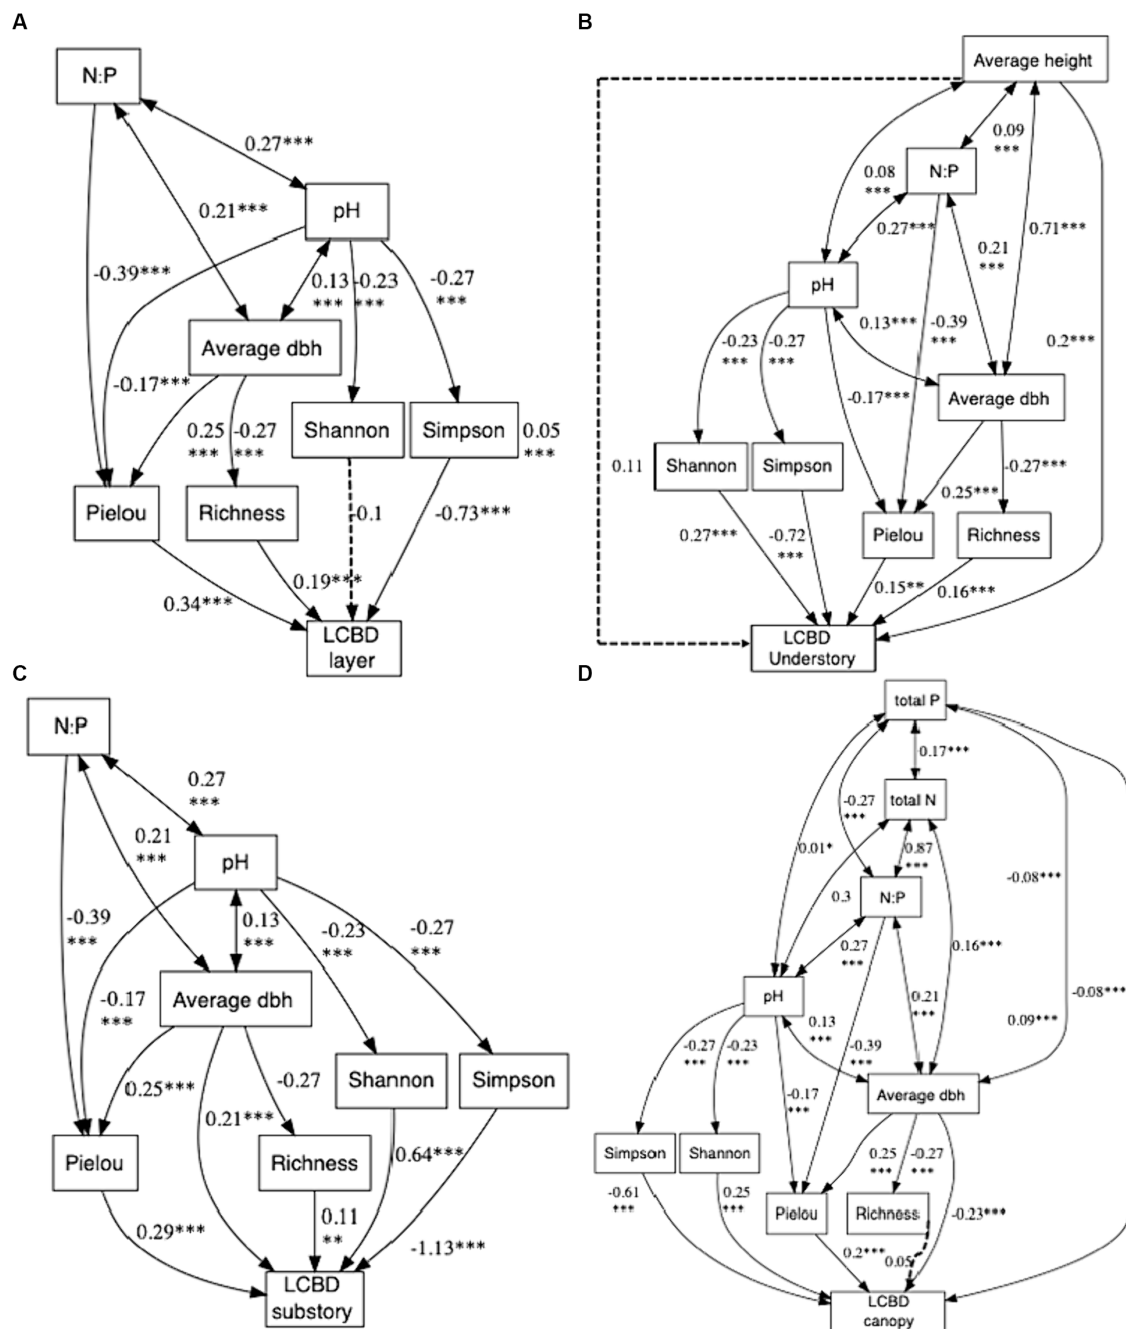 A
N:P
0.27***
pH
0.21***
-0.39***
0.13
***
-0.23
***
-0.27
***
Average dbh
-0.17***
0.25
***
-0.27
***
Shannon
Simpson
0.05
***
Pielou
Richness
-0.1
-0.73***
0.19***
0.34***
LCBD
layer
B
Average height
0.09
***
N:P
0.08
***
0.27***
0.21
***
0.71***
pH
0.13***
-0.39
***
0.2***
-0.23
***
-0.27
***
-0.17***
Average dbh
0.11
Shannon
Simpson
-0.27***
0.25***
Pielou
Richness
0.27***
-0.72
***
0.15**
0.16***
LCBD
Understory
C
N:P
0.27
***
0.21
***
pH
-0.39
***
0.13
***
-0.23
***
-0.27
***
Average dbh
-0.17
***
0.25***
-0.27
Shannon
Simpson
0.21***
0.64***
Pielou
Richness
0.29***
0.11
**
-1.13***
LCBD
substory
D
total P
0.17***
total N
-0.27
***
0.01*
0.87
***
-0.08***
N:P
0.3
0.27
***
0.16***
pH
0.21
***
-0.08***
0.13
***
0.09***
-0.27
***
-0.23
***
-0.39
***
-0.17
***
Average dbh
Simpson
Shannon
0.25
***
-0.27
***
-0.61
***
0.25
***
Pielou
Richness
-0.23***
0.2***
0.05
LCBD
canopy